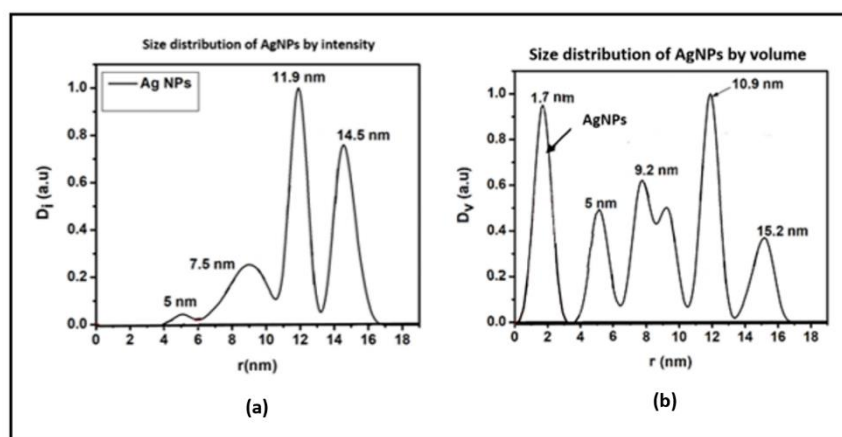 Size distribution of AgNPs by intensity
Ag NPs
11.9 nm
14.5 nm
7.5 nm
5 nm
1.0
0.8
0.6
0.4
0.2
0.0
Di (a.u)
0 2 4 6 8 10 12 14 16 18
r(nm)
(a)
Size distribution of AgNPs by volume
1.7 nm
AgNPs
10.9 nm
9.2 nm
5 nm
15.2 nm
1.0
0.8
0.6
0.4
0.2
0.0
Dv (a.u)
0 2 4 6 8 10 12 14 16 18
r (nm)
(b)